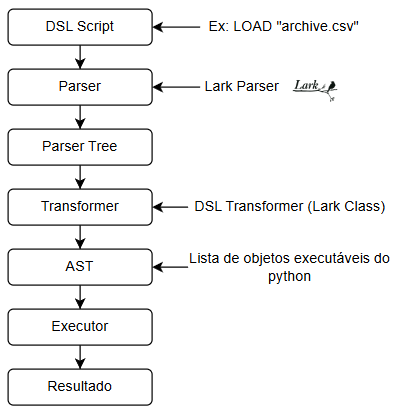 DSL Script
Ex: LOAD "archive.csv"
Parser
Lark Parser
Lark
Parser Tree
Transformer
DSL Transformer (Lark Class)
AST
Lista de objetos executáveis do
python
Executor
Resultado